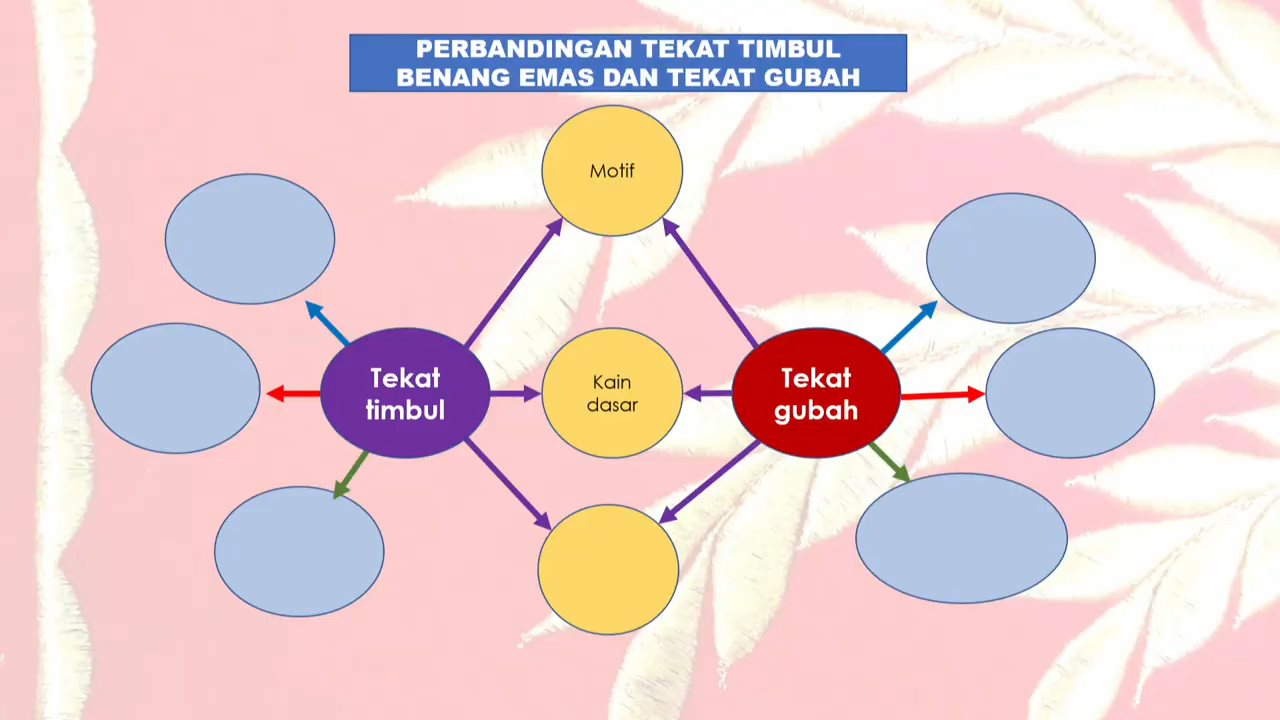 PERBANDINGAN TEKAT TIMBUL
BENANG EMAS DAN TEKAT GUBAH
Motif
Tekat
timbul
Kain
dasar
Tekat
gubah